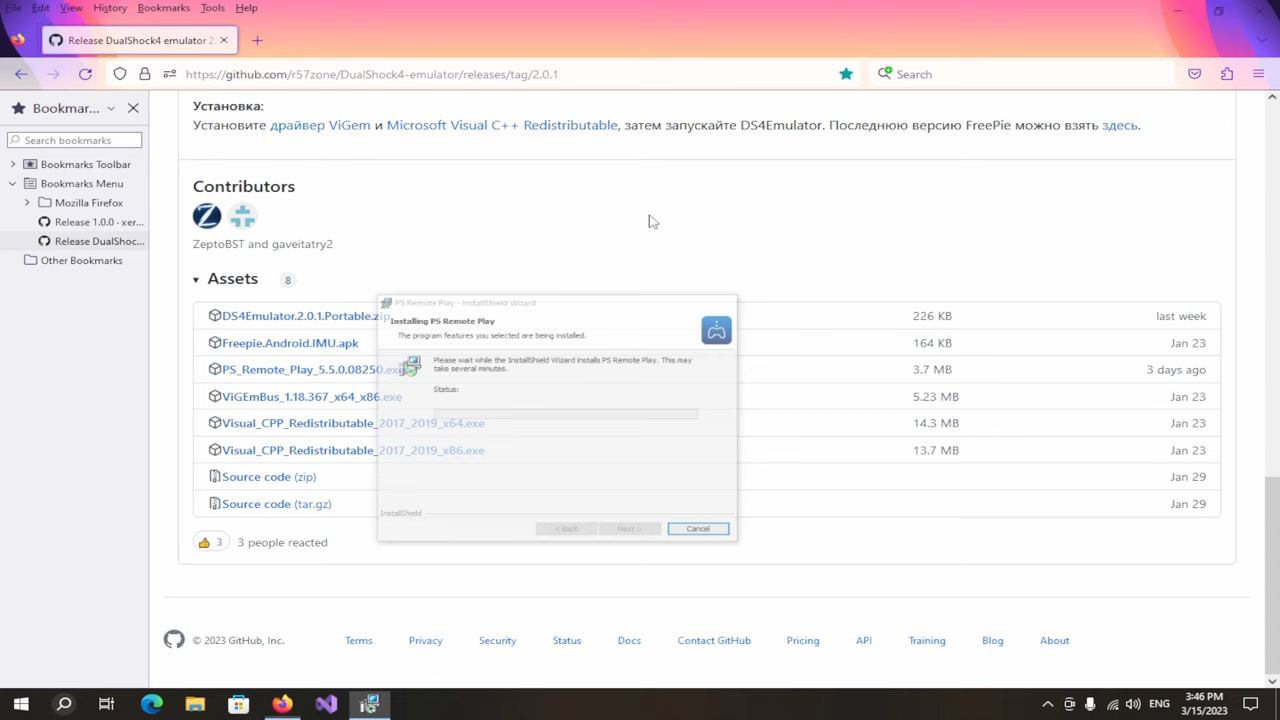 File Edit View History Bookmarks Tools Help
Release DualShock4 emulator 2
https://github.com/r57zone/DualShock4-emulator/releases/tag/2.0.1
Search
Bookmar...
Search bookmarks
Bookmarks Toolbar
Bookmarks Menu
Mozilla Firefox
Release 1.0.0 · xer...
Release DualShoc...
Other Bookmarks
Установка:
Установите драйвер ViGem и Microsoft Visual C++ Redistributable, затем запускайте DS4Emulator. Последнюю версию FreePie можно взять здесь.
Contributors
ZeptoBST and gaveitatry2
Assets 8
DS4Emulator.2.0.1.Portable.zip 226 KB last week
Freepie.Android.IMU.apk 164 KB Jan 23
PS_Remote_Play_5.5.0.08250.exe 3.7 MB 3 days ago
ViGEmBus_1.18.367_x64_x86.exe 5.23 MB Jan 23
Visual_CPP_Redistributable_2017_2019_x64.exe 14.3 MB Jan 23
Visual_CPP_Redistributable_2017_2019_x86.exe 13.7 MB Jan 23
Source code (zip) Jan 29
Source code (tar.gz) Jan 29
PS Remote Play - InstallShield Wizard
Installing PS Remote Play
The program features you selected are being installed.
Please wait while the InstallShield Wizard installs PS Remote Play. This may
take several minutes.
Status:
InstallShield
< Back Next > Cancel
3 3 people reacted
© 2023 GitHub, Inc. Terms Privacy Security Status Docs Contact GitHub Pricing API Training Blog About
ENG
3:46 PM
3/15/2023